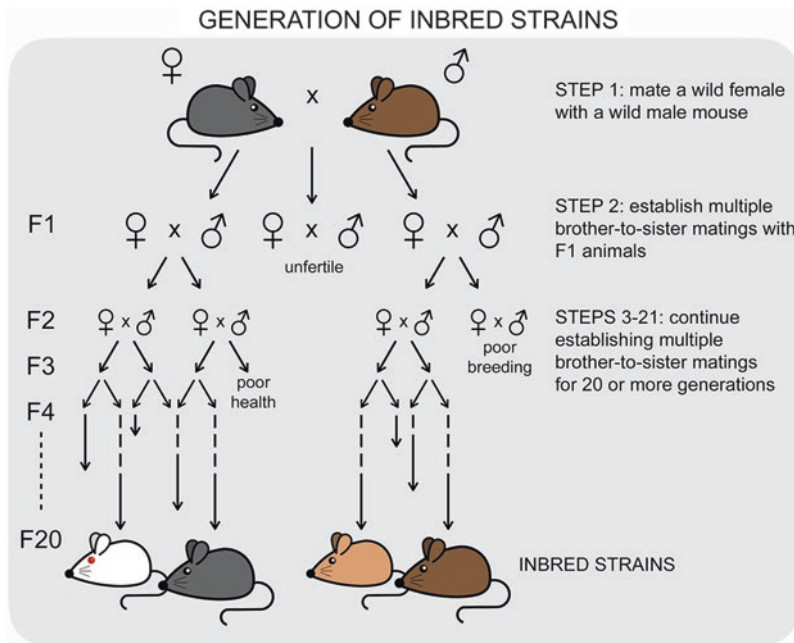 GENERATION OF INBRED STRAINS
♀
♂
x
STEP 1: mate a wild female
with a wild male mouse
F1
♀ x ♂
♀ x ♂
♀ x ♂
unfertile
STEP 2: establish multiple
brother-to-sister matings with
F1 animals
F2
♀ x ♂
♀ x ♂
♀ x ♂
♀ x ♂
poor
breeding
STEPS 3-21: continue
establishing multiple
brother-to-sister matings
for 20 or more generations
F3
poor
health
F4
F20
INBRED STRAINS